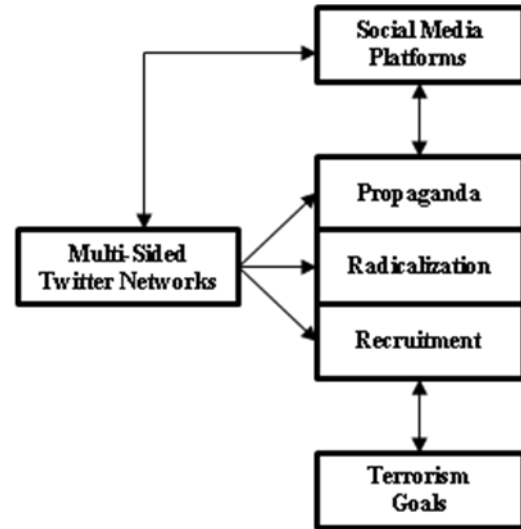 Social Media
Platforms
Propaganda
Multi-Sided
Twitter Networks
Radicalization
Recruitment
Terrorism
Goals